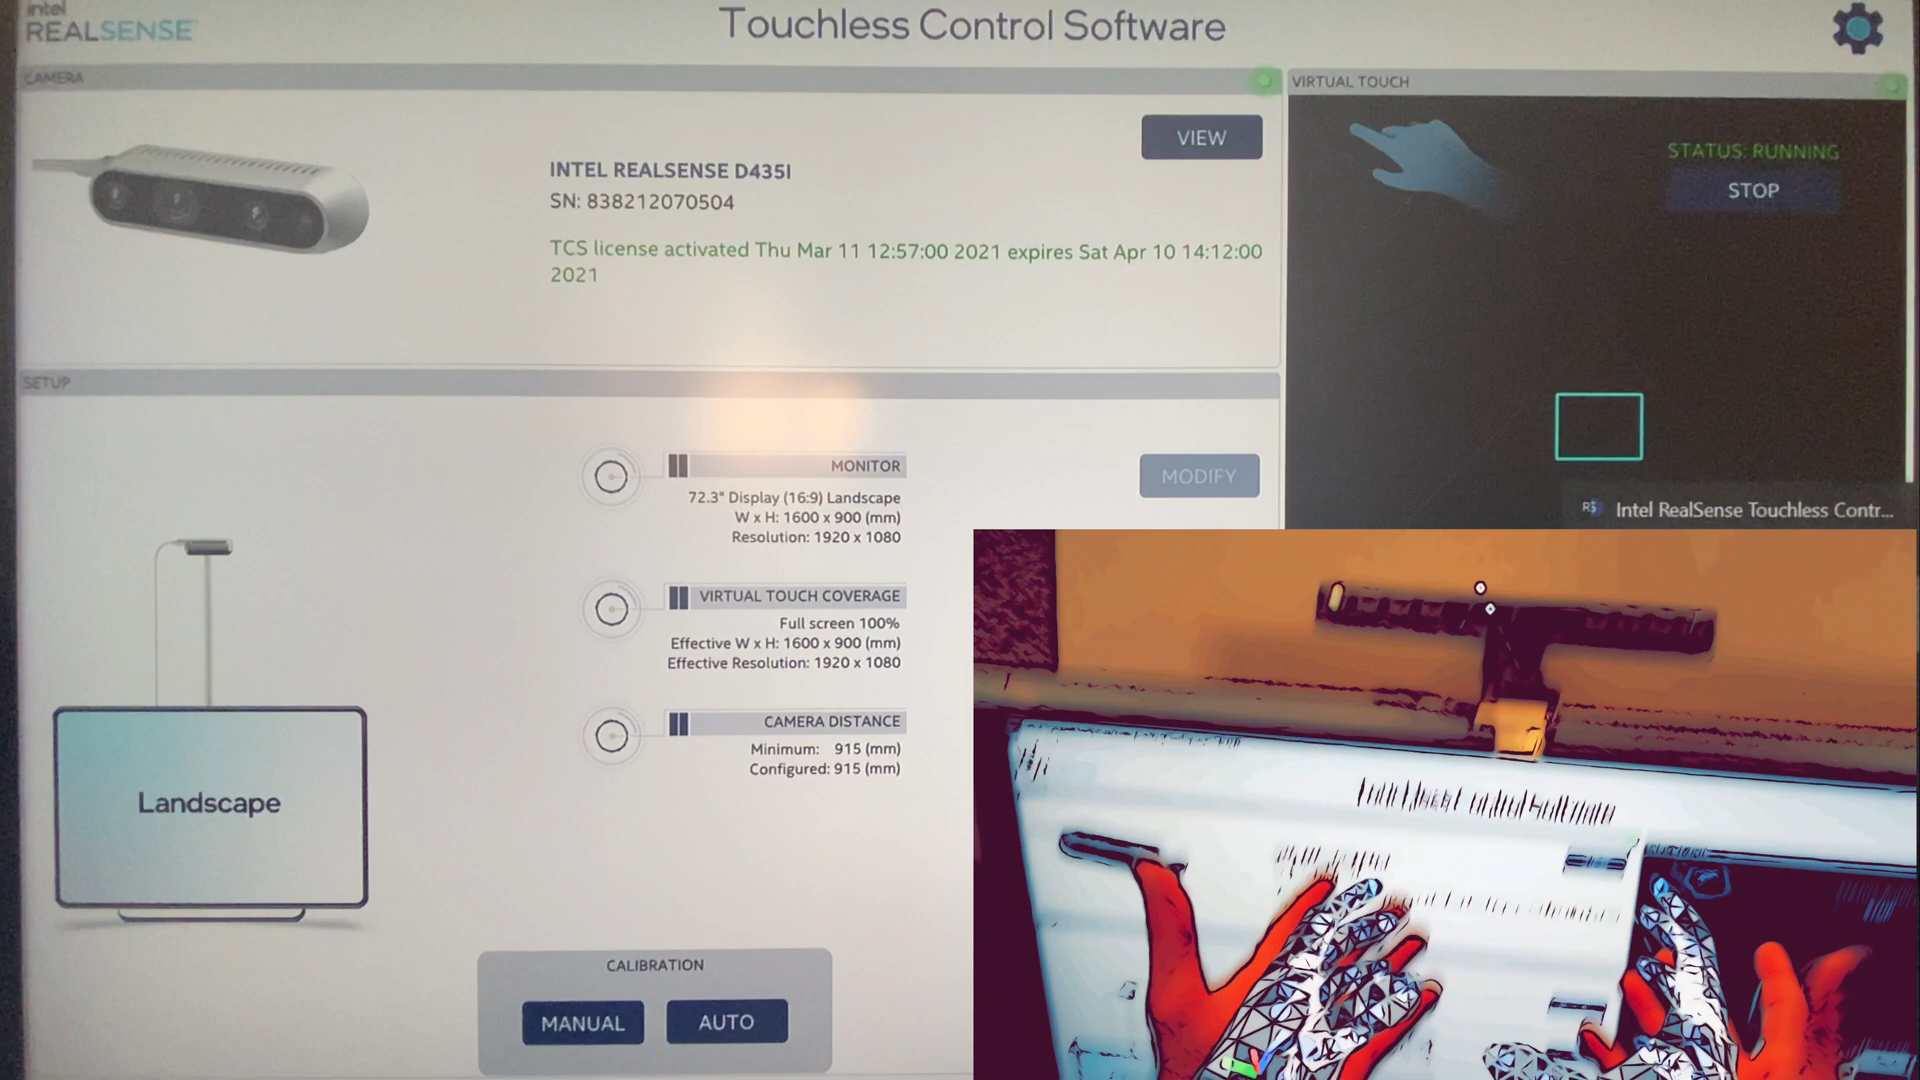 intel
REALSENSE
Touchless Control Software
CAMERA
VIEW
INTEL REALSENSE D435I
SN: 838212070504
TCS license activated Thu Mar 11 12:57:00 2021 expires Sat Apr 10 14:12:00
2021
VIRTUAL TOUCH
STATUS: RUNNING
STOP
RS Intel RealSense Touchless Contr...
SETUP
MONITOR
72.3" Display (16:9) Landscape
W x H: 1600 x 900 (mm)
Resolution: 1920 x 1080
MODIFY
VIRTUAL TOUCH COVERAGE
Full screen 100%
Effective W x H: 1600 x 900 (mm)
Effective Resolution: 1920 x 1080
CAMERA DISTANCE
Minimum: 915 (mm)
Configured: 915 (mm)
Landscape
CALIBRATION
MANUAL
AUTO